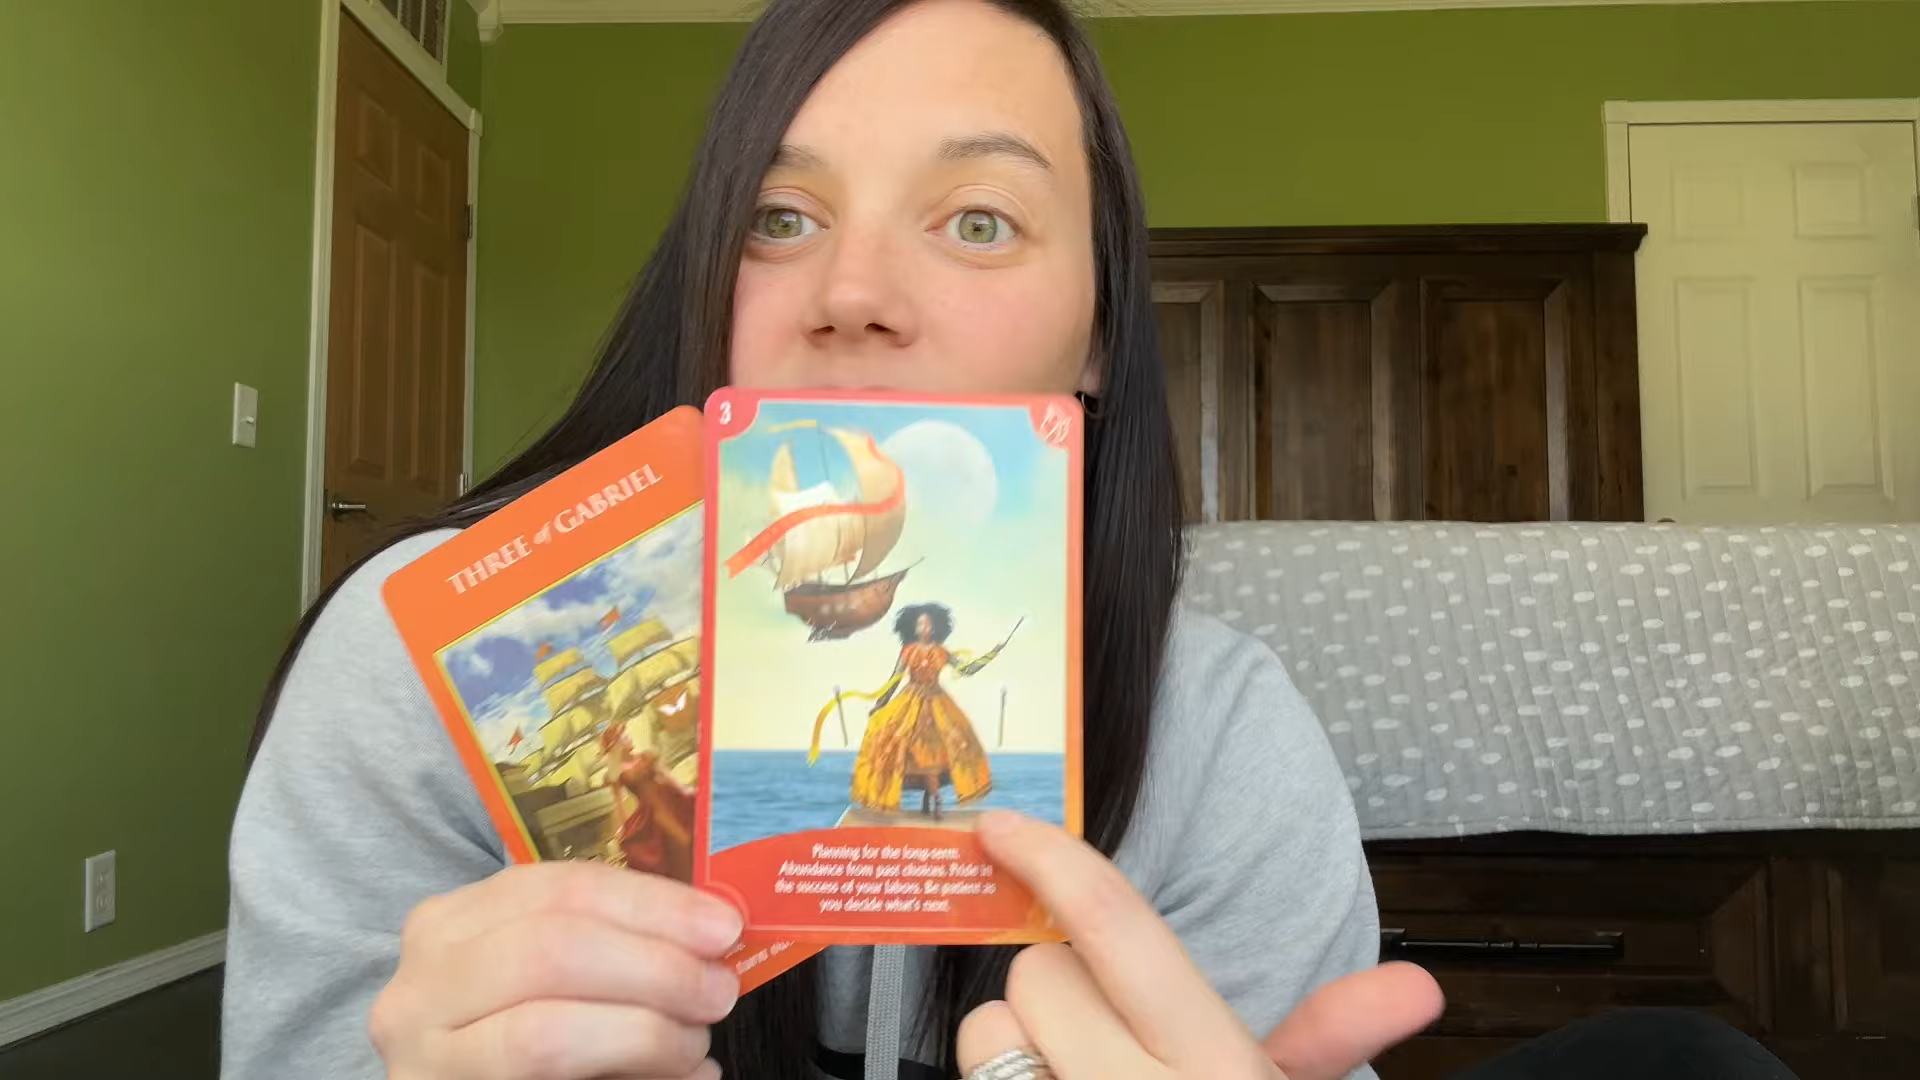 THREE of GABRIEL
3
Planning for the long-term.
Abundance from past choices. Pride in
the success of your labors. Be patient as
you decide what's next.